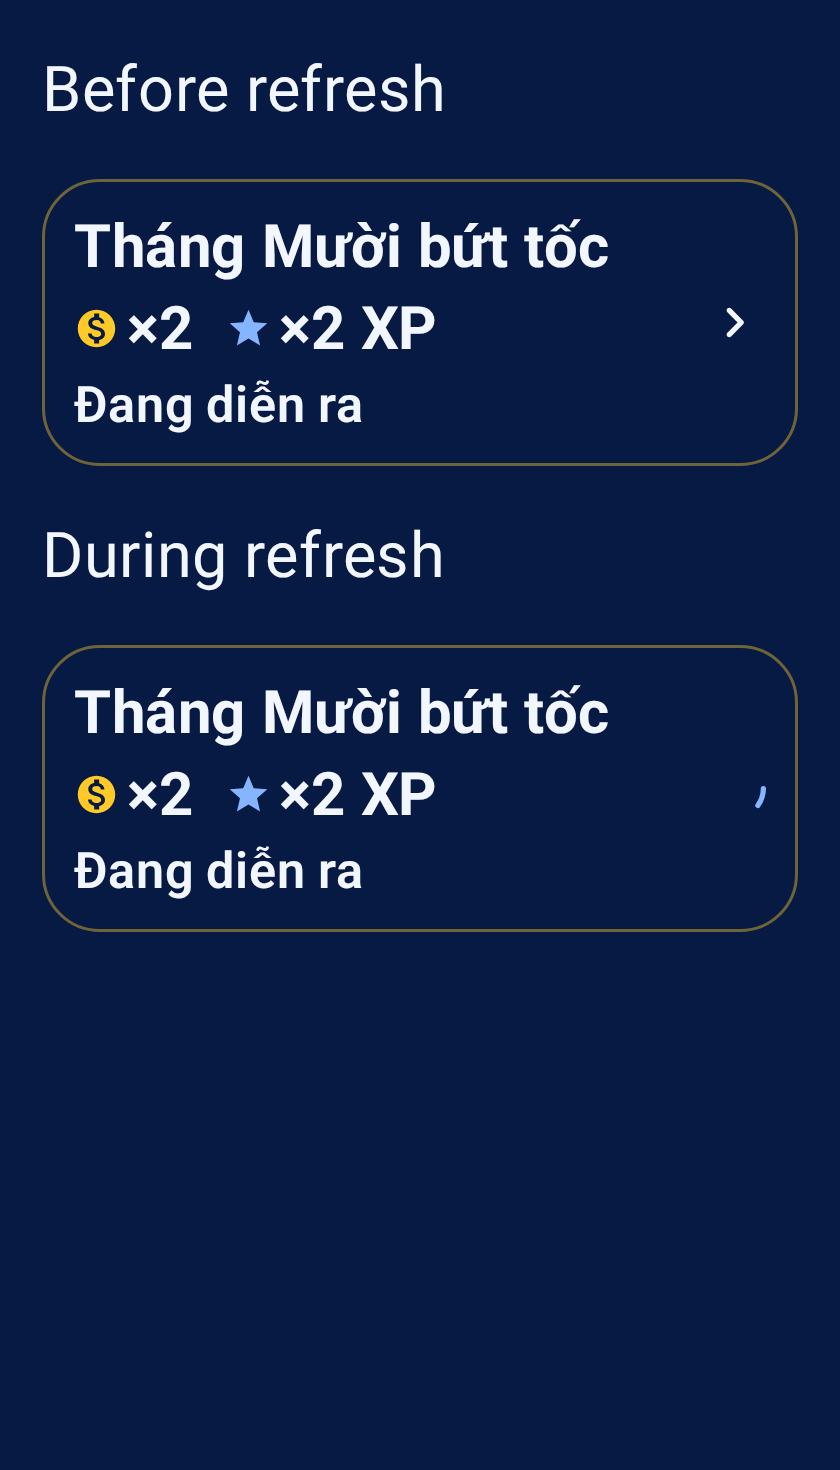 Before refresh
Tháng Mười bứt tốc
×2 ×2 XP
Đang diễn ra
During refresh
Tháng Mười bứt tốc
×2 ×2 XP
Đang diễn ra